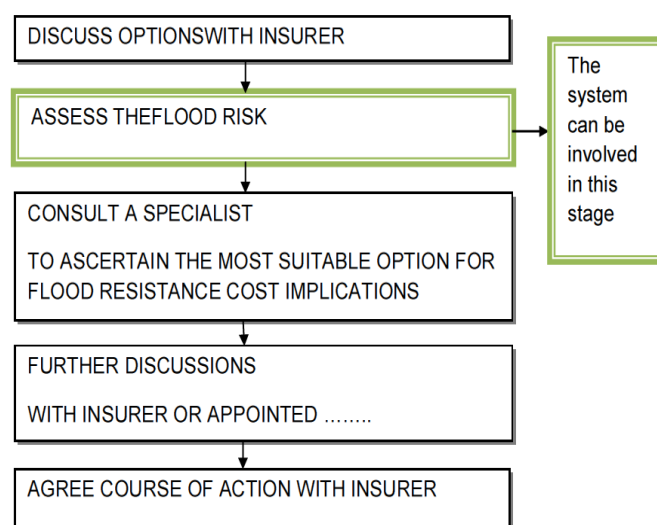 DISCUSS OPTIONSWITH INSURER
ASSESS THEFLOOD RISK
The
system
can be
involved
in this
stage
CONSULT A SPECIALIST
TO ASCERTAIN THE MOST SUITABLE OPTION FOR
FLOOD RESISTANCE COST IMPLICATIONS
FURTHER DISCUSSIONS
WITH INSURER OR APPOINTED ……..
AGREE COURSE OF ACTION WITH INSURER